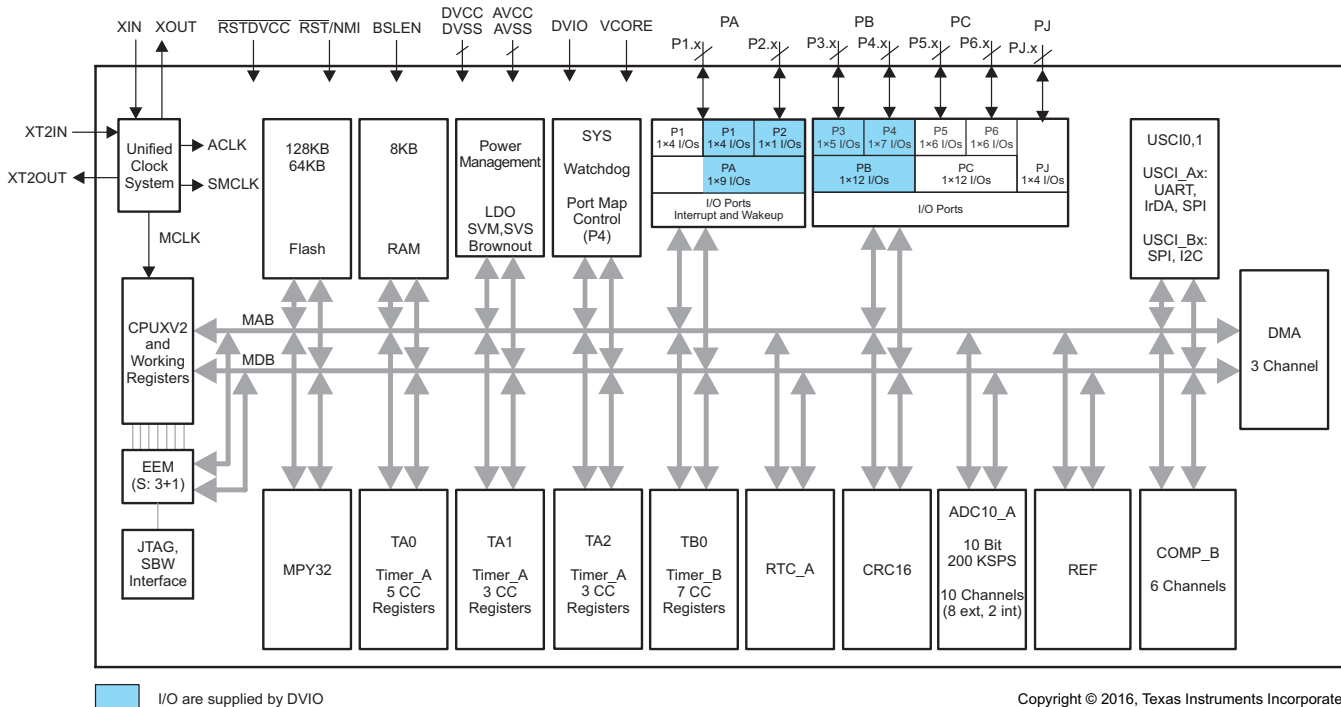 XIN
XOUT
RSTDVCC
RST/NMI
BSLEN
DVCC
DVSS
AVCC
AVSS
DVIO
VCORE
PA
P1.x
P2.x
PB
P3.x
P4.x
PC
P5.x
P6.x
PJ
PJ.x
XT2IN
XT2OUT
Unified
Clock
System
ACLK
SMCLK
MCLK
128KB
64KB
Flash
8KB
RAM
Power
Management
LDO
SVM,SVS
Brownout
SYS
Watchdog
Port Map
Control
(P4)
P1
1×4 I/Os
P1
1×4 I/Os
P2
1×1 I/Os
PA
1×9 I/Os
I/O Ports
Interrupt and Wakeup
P3
1×5 I/Os
P4
1×7 I/Os
P5
1×6 I/Os
P6
1×6 I/Os
PB
1×12 I/Os
PC
1×12 I/Os
PJ
1×4 I/Os
I/O Ports
USCI0,1
USCI_Ax:
UART,
IrDA, SPI
USCI_Bx:
SPI, I2C
CPUXV2
and
Working
Registers
MAB
MDB
DMA
3 Channel
EEM
(S: 3+1)
JTAG,
SBW
Interface
MPY32
TA0
Timer_A
5 CC
Registers
TA1
Timer_A
3 CC
Registers
TA2
Timer_A
3 CC
Registers
TB0
Timer_B
7 CC
Registers
RTC_A
CRC16
ADC10_A
10 Bit
200 KSPS
10 Channels
(8 ext, 2 int)
REF
COMP_B
6 Channels
I/O are supplied by DVIO
Copyright © 2016, Texas Instruments Incorporate